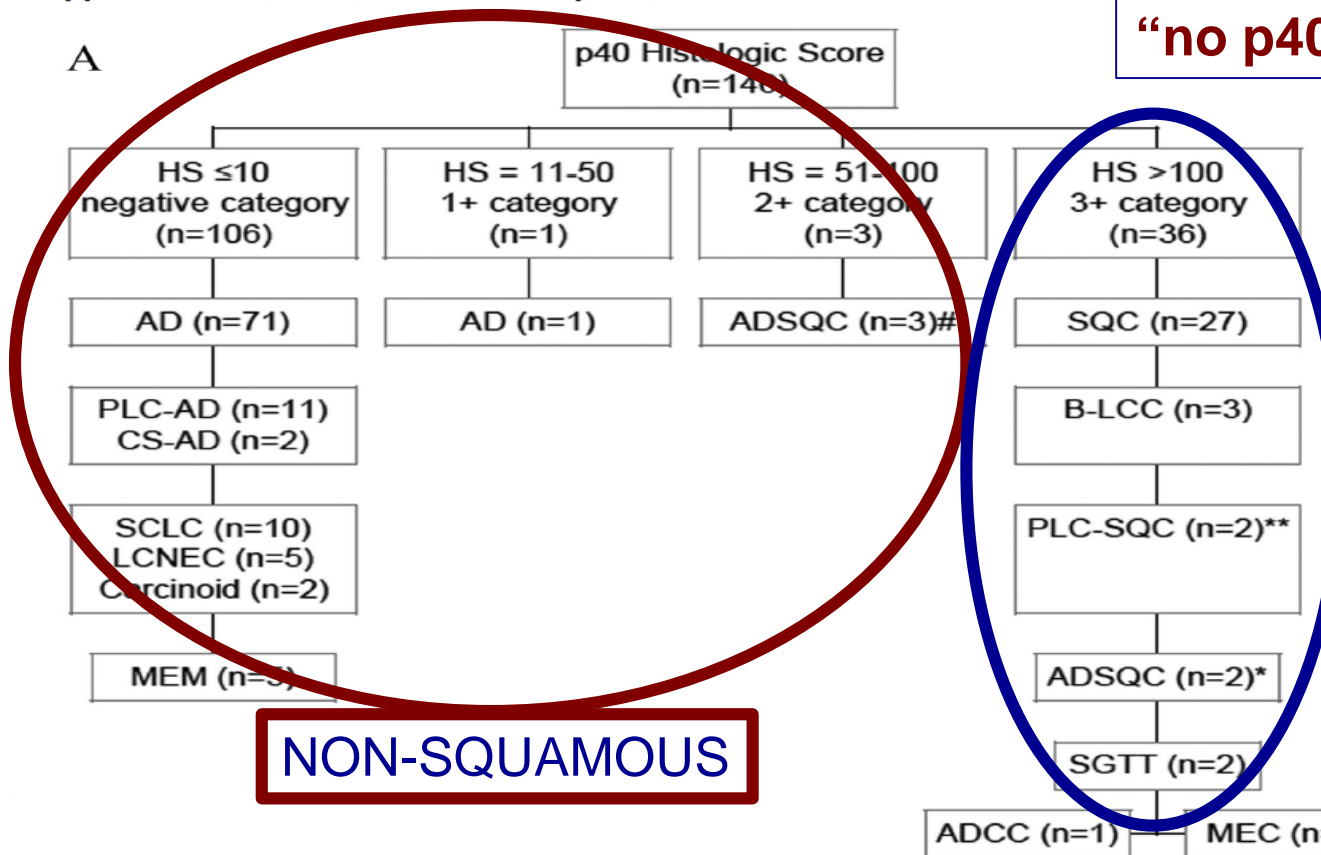 “no p40
A
p40 Histologic Score
(n=146)
HS ≤10
negative category
(n=106)
HS = 11-50
1+ category
(n=1)
HS = 51-100
2+ category
(n=3)
HS >100
3+ category
(n=36)
AD (n=71)
AD (n=1)
ADSQC (n=3)#
SQC (n=27)
PLC-AD (n=11)
CS-AD (n=2)
B-LCC (n=3)
SCLC (n=10)
LCNEC (n=5)
Carcinoid (n=2)
PLC-SQC (n=2)**
MEM (n=5)
ADSQC (n=2)*
NON-SQUAMOUS
SGTT (n=2)
ADCC (n=1)
MEC (n=